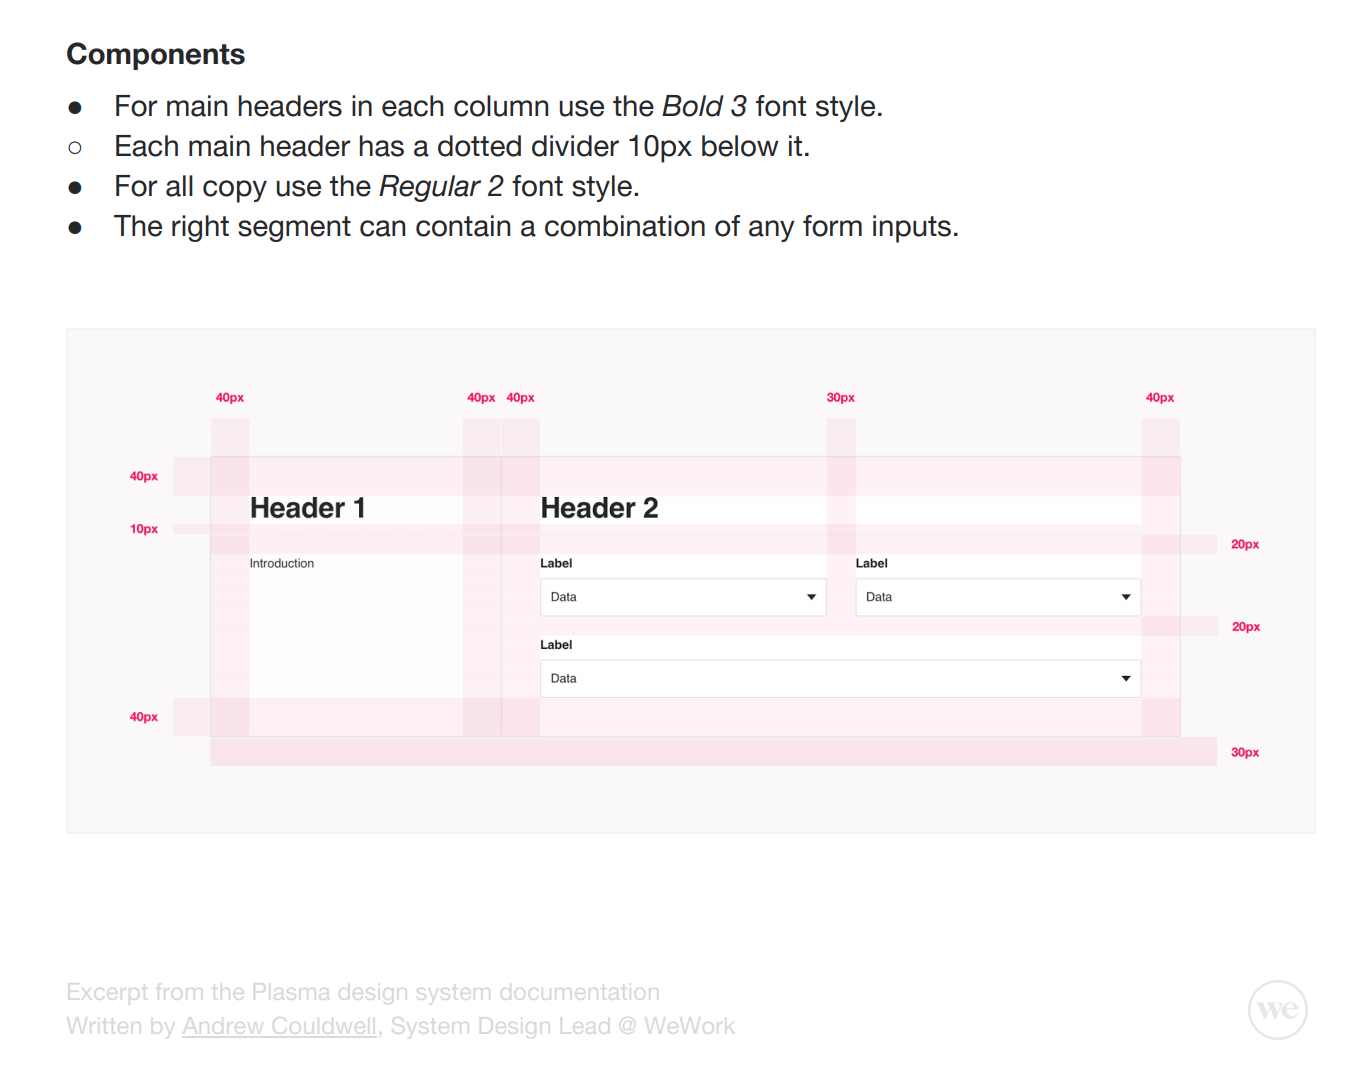 Components
● For main headers in each column use the Bold 3 font style.
○ Each main header has a dotted divider 10px below it.
● For all copy use the Regular 2 font style.
● The right segment can contain a combination of any form inputs.
40px 40px 40px 30px 40px
40px
Header 1 Header 2
10px
20px
Introduction Label Label
Data Data
20px
Label
Data
40px
30px
Excerpt from the Plasma design system documentation
Written by Andrew Couldwell, System Design Lead @ WeWork
we